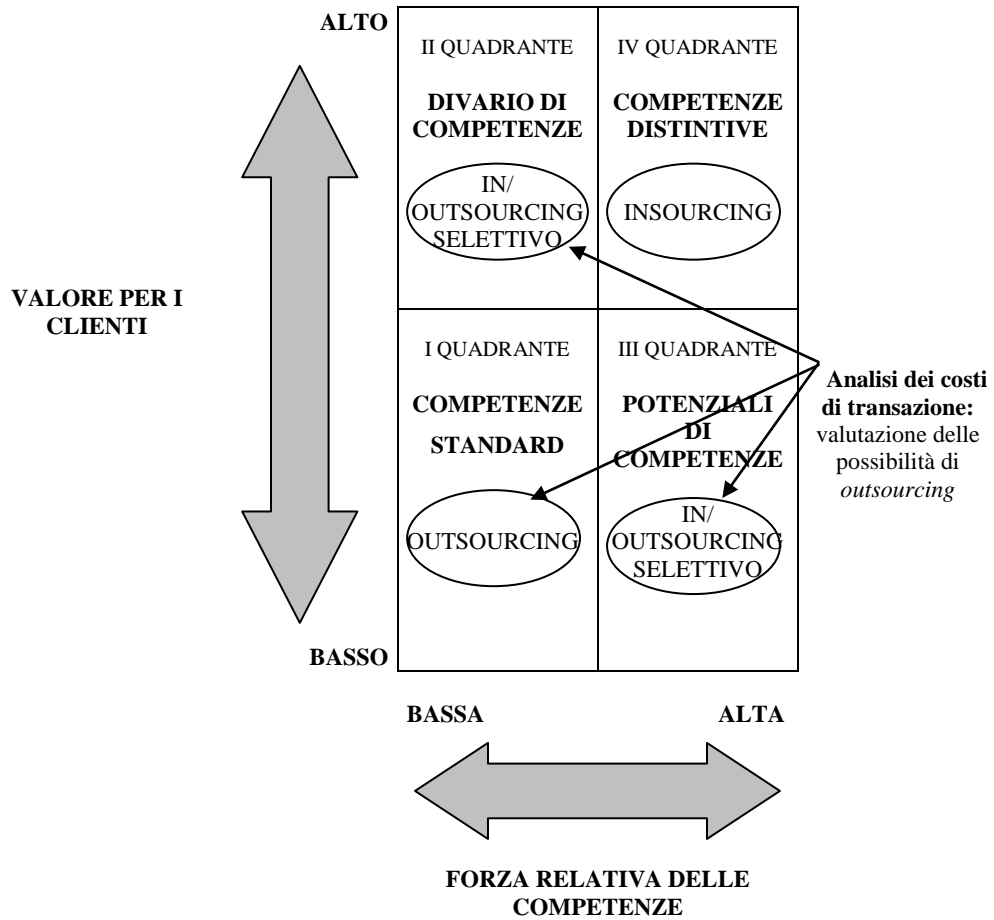 ALTO
II QUADRANTE
DIVARIO DI
COMPETENZE
IN/
OUTSOURCING
SELETTIVO
IV QUADRANTE
COMPETENZE
DISTINTIVE
INSOURCING
VALORE PER I
CLIENTI
I QUADRANTE
COMPETENZE
STANDARD
OUTSOURCING
III QUADRANTE
POTENZIALI
DI
COMPETENZE
IN/
OUTSOURCING
SELETTIVO
Analisi dei costi
di transazione:
valutazione delle
possibilità di
outsourcing
BASSO
BASSA
ALTA
FORZA RELATIVA DELLE
COMPETENZE